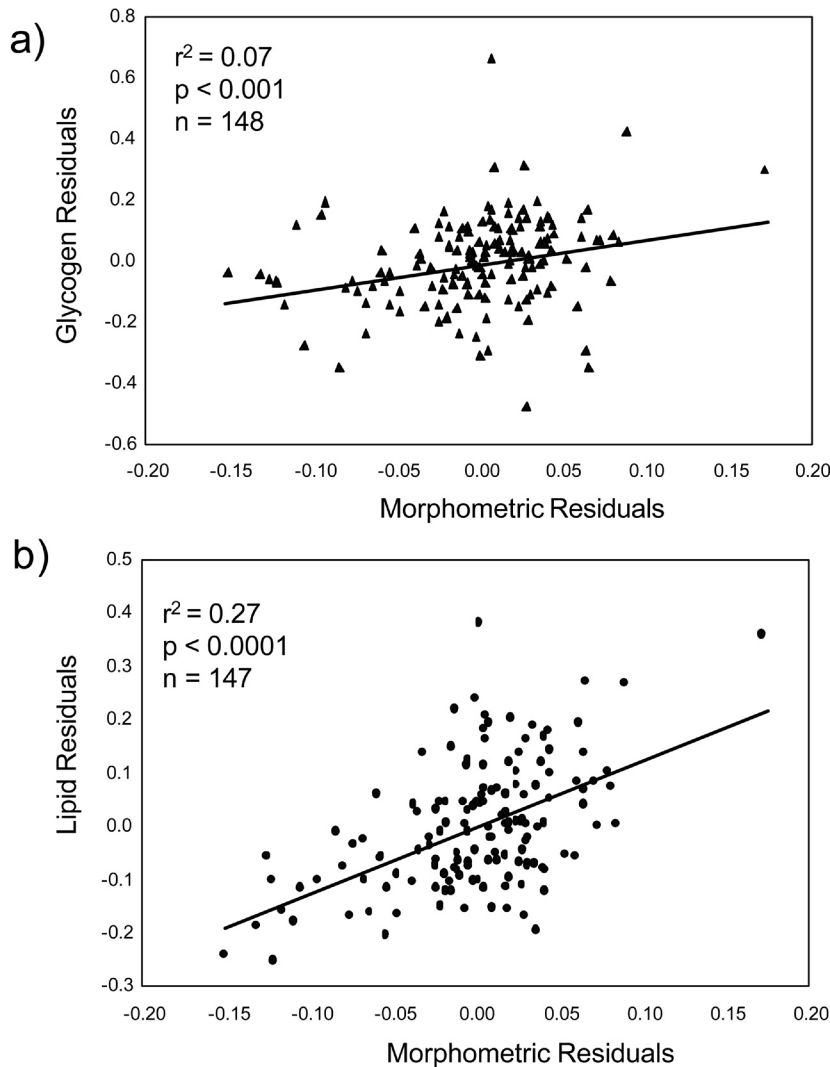 a)
r² = 0.07
p < 0.001
n = 148
0.8
0.6
0.4
0.2
0.0
-0.2
-0.4
-0.6
Glycogen Residuals
-0.20 -0.15 -0.10 -0.05 0.00 0.05 0.10 0.15 0.20
Morphometric Residuals
b)
r² = 0.27
p < 0.0001
n = 147
0.5
0.4
0.3
0.2
0.1
0.0
-0.1
-0.2
-0.3
Lipid Residuals
-0.20 -0.15 -0.10 -0.05 0.00 0.05 0.10 0.15 0.20
Morphometric Residuals